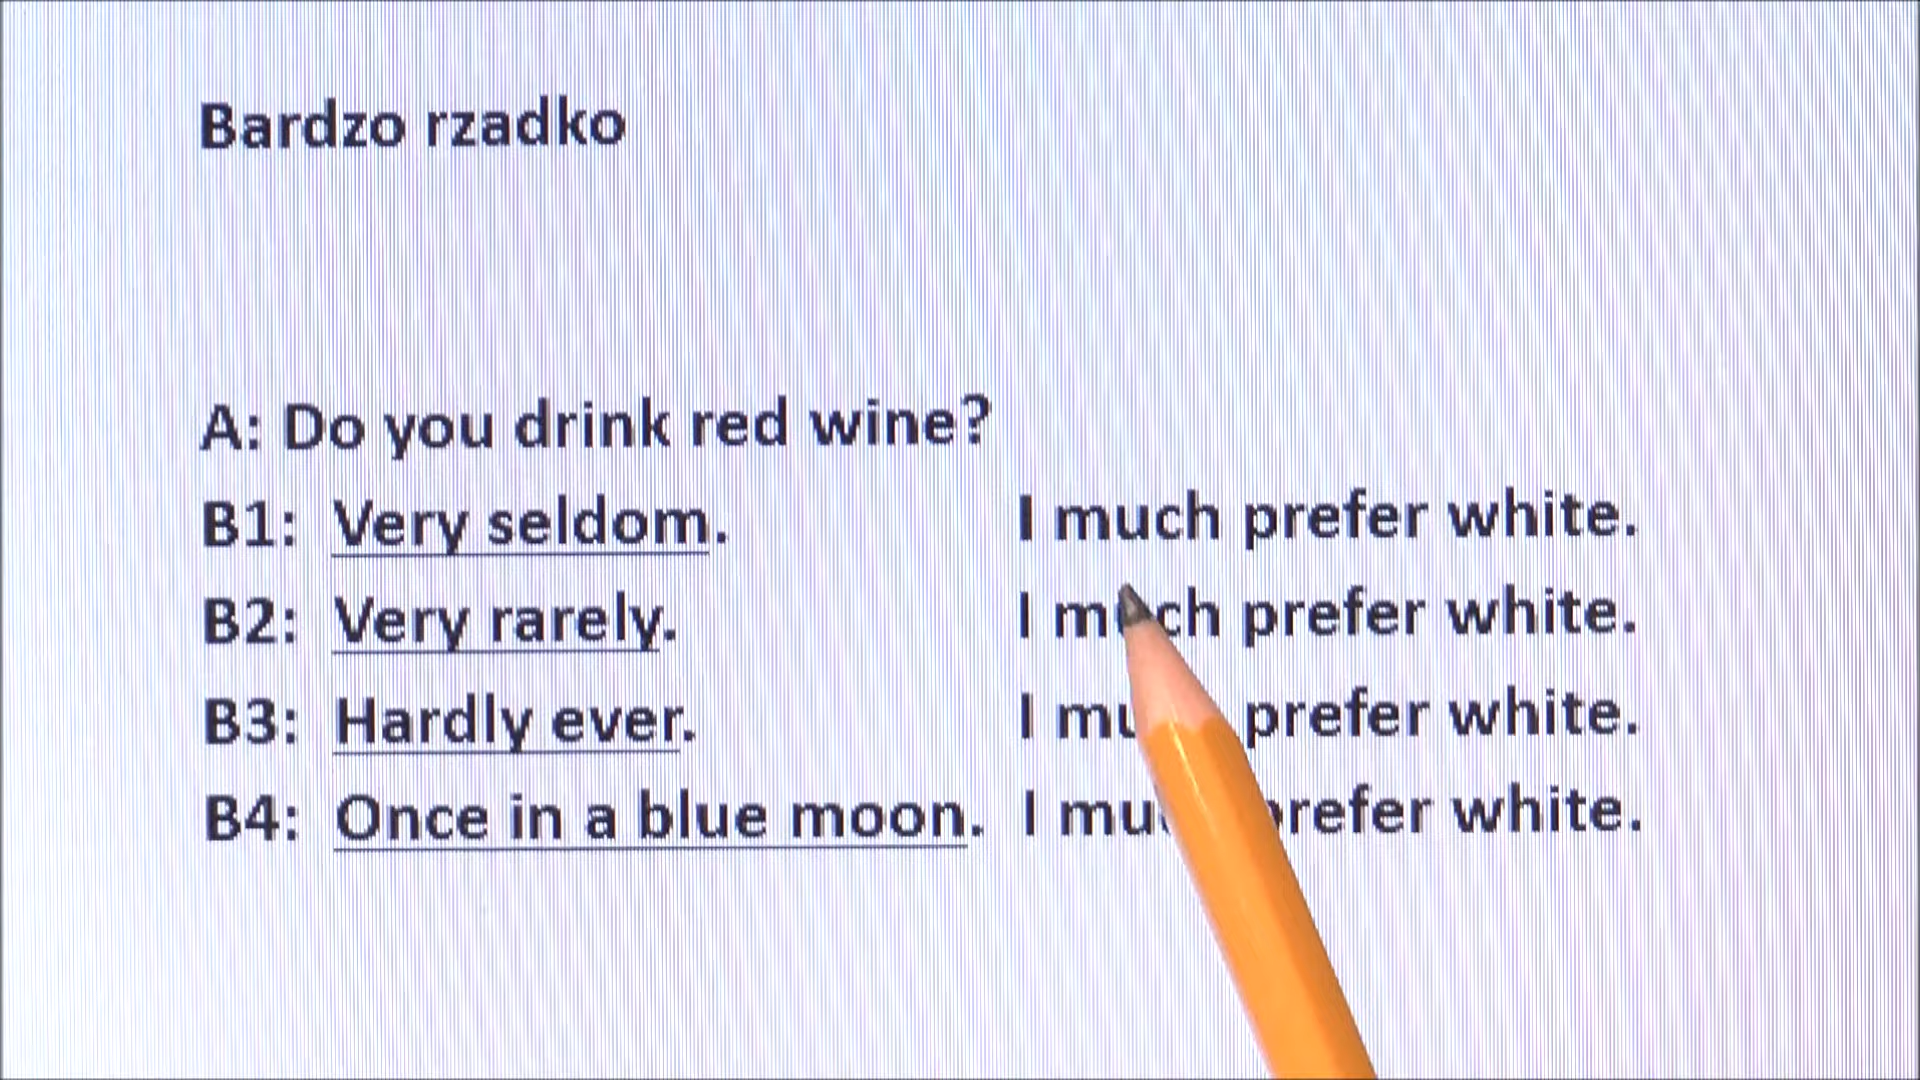 Bardzo rzadko
A: Do you drink red wine?
B1: Very seldom. I much prefer white.
B2: Very rarely. I much prefer white.
B3: Hardly ever. I prefer white.
B4: Once in a blue moon. I white.